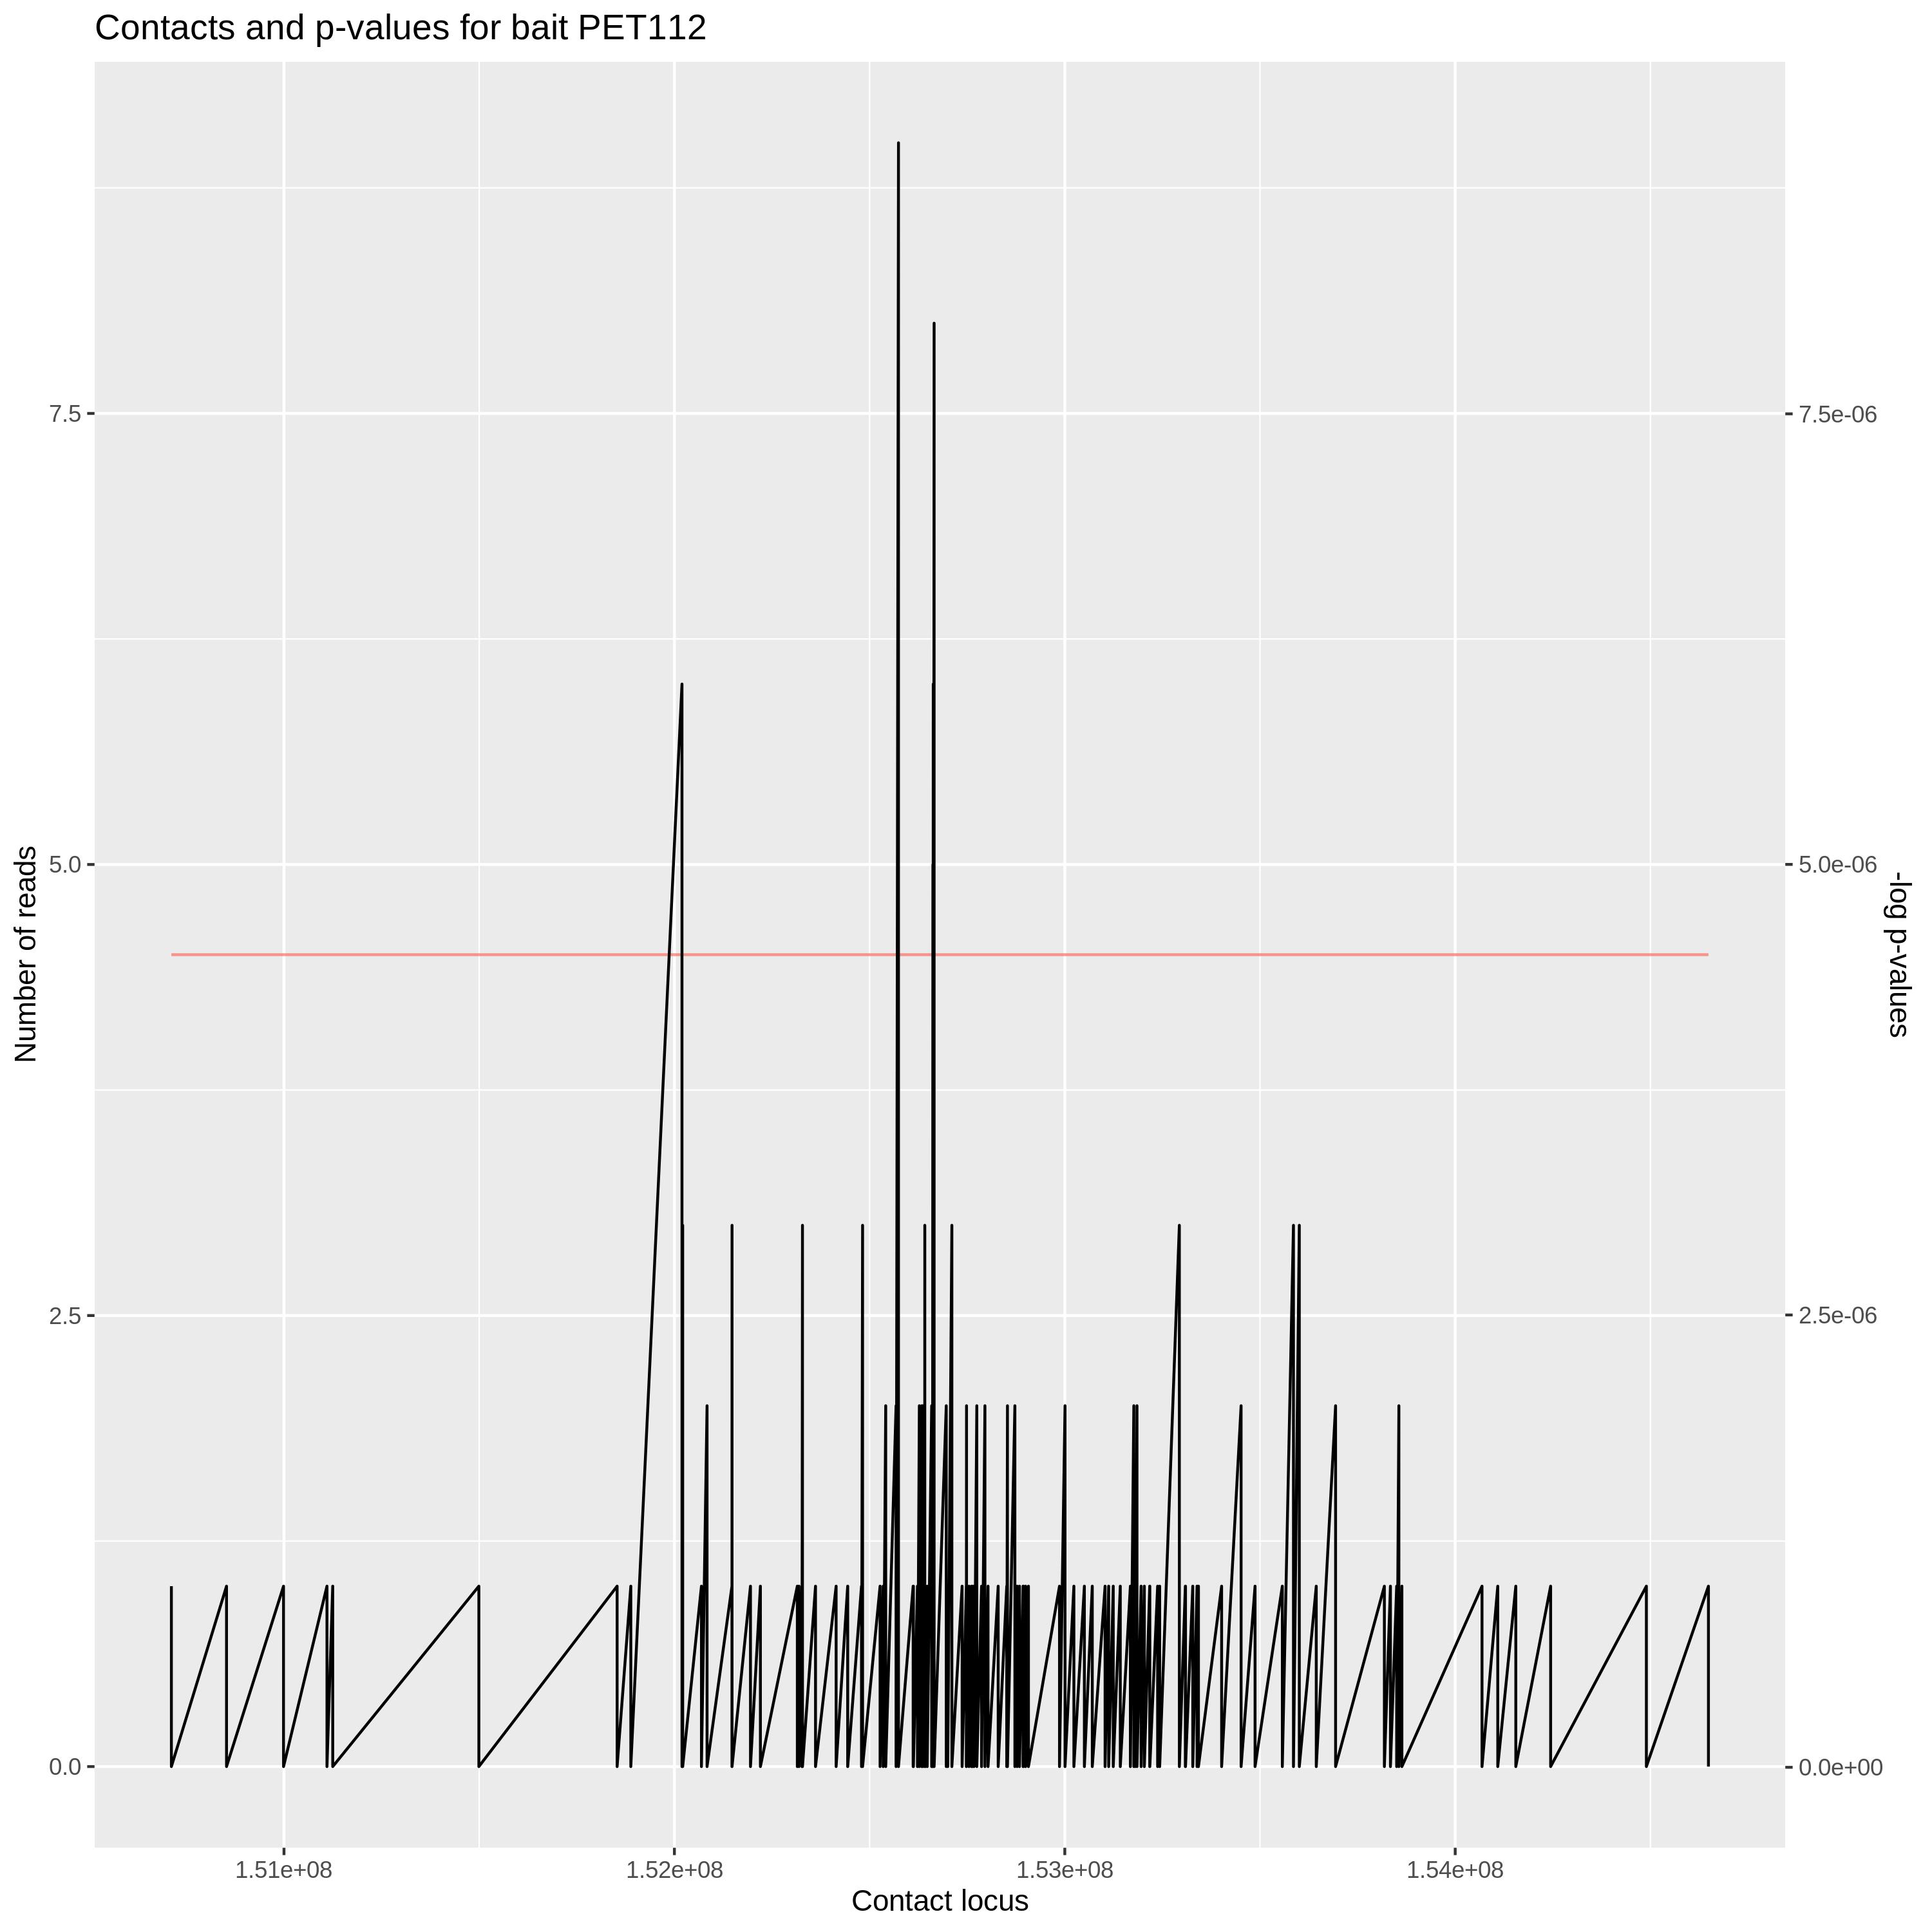 Contacts and p-values for bait PET112
Number of reads
7.5
5.0
2.5
0.0
7.5e-06
5.0e-06
2.5e-06
0.0e+00
-log p-values
1.51e+08
1.52e+08
1.53e+08
1.54e+08
Contact locus